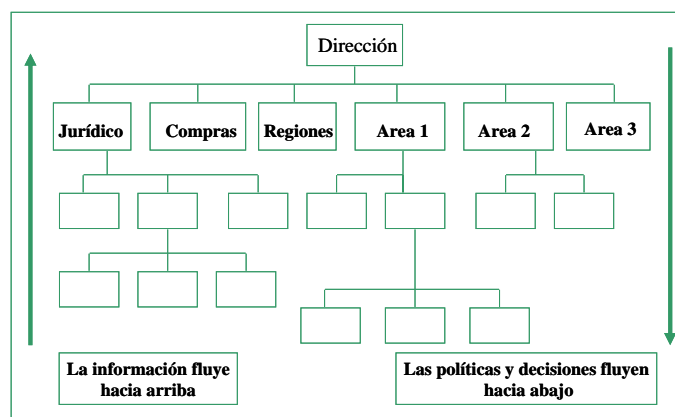 Dirección
Jurídico
Compras
Regiones
Area 1
Area 2
Area 3
La información fluye
hacia arriba
Las políticas y decisiones fluyen
hacia abajo